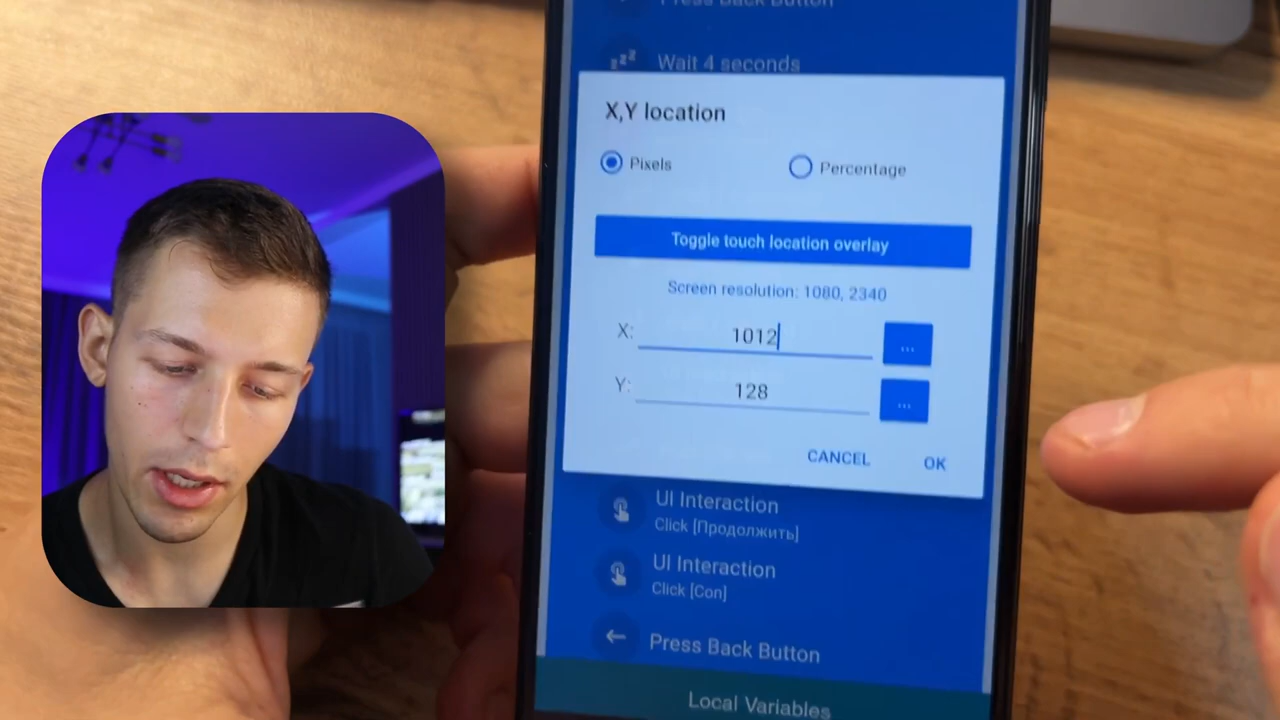 Press Back Button
Wait 4 seconds
X,Y location
Pixels
Percentage
Toggle touch location overlay
Screen resolution: 1080, 2340
X: 1012 ...
Y: 128 ...
CANCEL OK
UI Interaction
Click [Продолжить]
UI Interaction
Click [Con]
Press Back Button
Local Variables